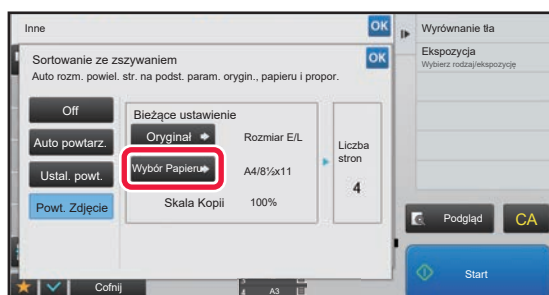 Inne
OK
Wyrównanie tła
Sortowanie ze zszywaniem
OK
Auto rozm. powiel. str. na podst. param. orygin., papieru i propor.
Ekspozycja
Wybierz rodzaj/ekspozycję
Off
Auto powtarz.
Ustal. powt.
Powt. Zdjęcie
Bieżące ustawienie
Oryginał
Rozmiar E/L
Wybór Papieru
A4/8½x11
Skala Kopii
100%
Liczba
stron
4
Podgląd
CA
Start
Cofnij
A3